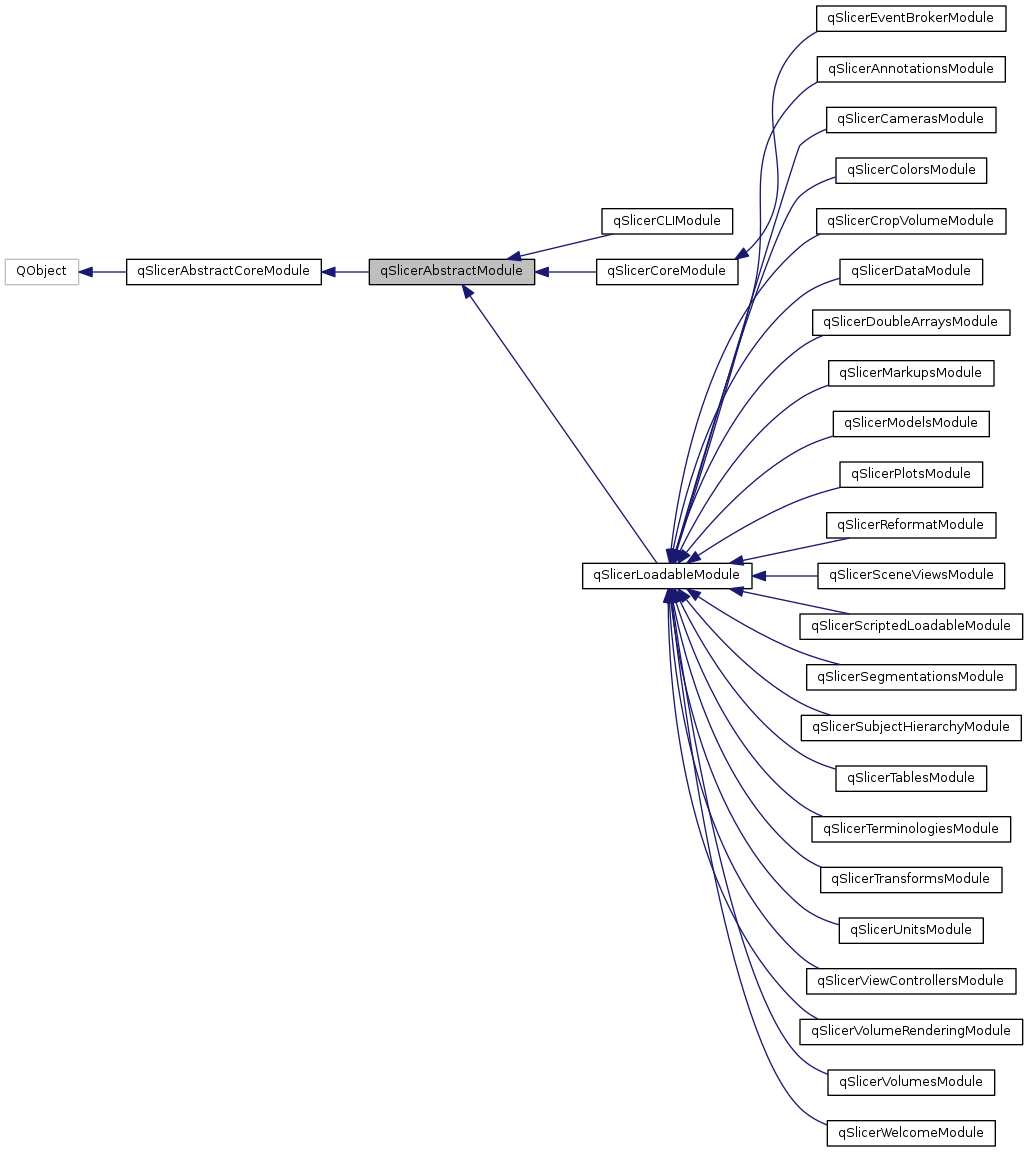 qSlicerEventBrokerModule
qSlicerAnnotationsModule
qSlicerCamerasModule
qSlicerColorsModule
qSlicerCLIModule
qSlicerCropVolumeModule
QObject
qSlicerAbstractCoreModule
qSlicerAbstractModule
qSlicerCoreModule
qSlicerDataModule
qSlicerDoubleArraysModule
qSlicerMarkupsModule
qSlicerModelsModule
qSlicerPlotsModule
qSlicerReformatModule
qSlicerLoadableModule
qSlicerSceneViewsModule
qSlicerScriptedLoadableModule
qSlicerSegmentationsModule
qSlicerSubjectHierarchyModule
qSlicerTablesModule
qSlicerTerminologiesModule
qSlicerTransformsModule
qSlicerUnitsModule
qSlicerViewControllersModule
qSlicerVolumeRenderingModule
qSlicerVolumesModule
qSlicerWelcomeModule